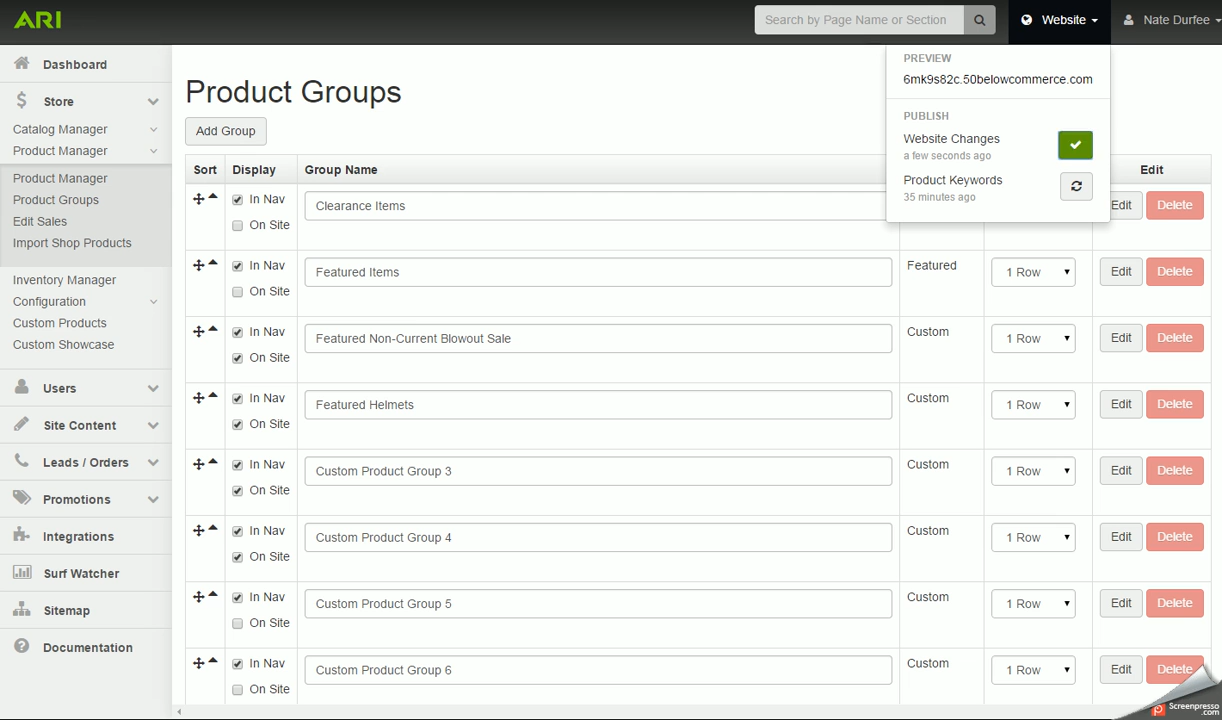 ARI
Search by Page Name or Section
Website
Nate Durfee
PREVIEW
6mk9s82c.50belowcommerce.com
PUBLISH
Website Changes
a few seconds ago
Product Keywords
35 minutes ago
Dashboard
Store
Catalog Manager
Product Manager
Product Manager
Product Groups
Edit Sales
Import Shop Products
Inventory Manager
Configuration
Custom Products
Custom Showcase
Users
Site Content
Leads / Orders
Promotions
Integrations
Surf Watcher
Sitemap
Documentation
Product Groups
Add Group
Sort Display Group Name Edit
In Nav Clearance Items Edit Delete
On Site
In Nav Featured Items Featured 1 Row Edit Delete
On Site
In Nav Featured Non-Current Blowout Sale Custom 1 Row Edit Delete
On Site
In Nav Featured Helmets Custom 1 Row Edit Delete
On Site
In Nav Custom Product Group 3 Custom 1 Row Edit Delete
On Site
In Nav Custom Product Group 4 Custom 1 Row Edit Delete
On Site
In Nav Custom Product Group 5 Custom 1 Row Edit Delete
On Site
In Nav Custom Product Group 6 Custom 1 Row Edit Delete
On Site
Screenpresso
.com